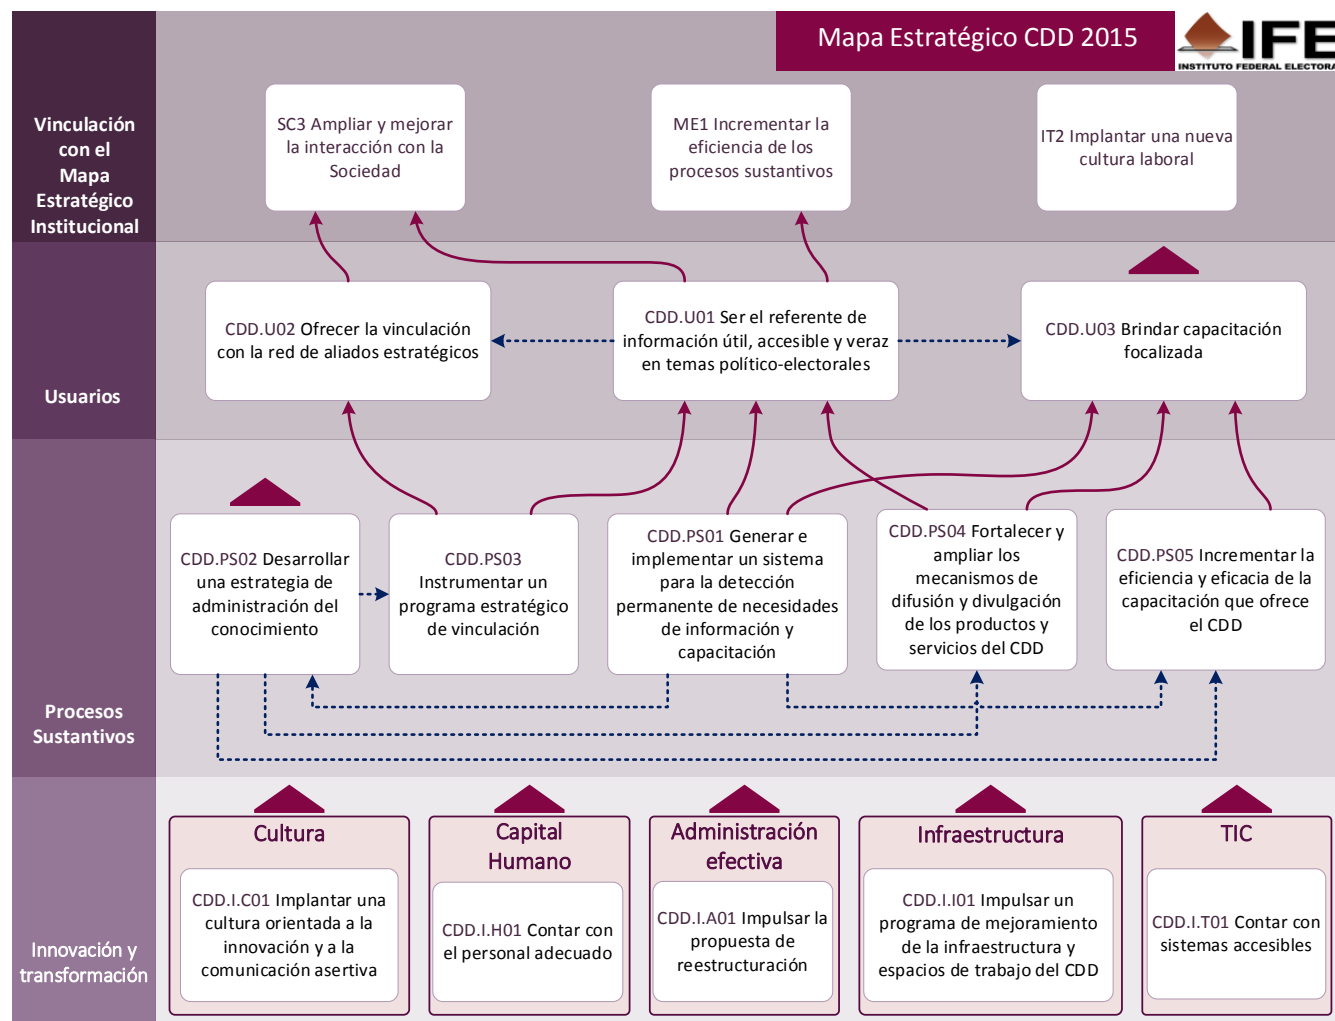 Mapa Estratégico CDD 2015
IFE
INSTITUTO FEDERAL ELECTORA
Vinculación
con el
Mapa
Estratégico
Institucional
SC3 Ampliar y mejorar
la interacción con la
Sociedad
ME1 Incrementar la
eficiencia de los
procesos sustantivos
IT2 Implantar una nueva
cultura laboral
Usuarios
CDD.U02 Ofrecer la vinculación
con la red de aliados estratégicos
CDD.U01 Ser el referente de
información útil, accesible y veraz
en temas político-electorales
CDD.U03 Brindar capacitación
focalizada
Procesos
Sustantivos
CDD.PS02 Desarrollar
una estrategia de
administración del
conocimiento
CDD.PS03
Instrumentar un
programa estratégico
de vinculación
CDD.PS01 Generar e
implementar un sistema
para la detección
permanente de necesidades
de información y
capacitación
CDD.PS04 Fortalecer y
ampliar los
mecanismos de
difusión y divulgación
de los productos y
servicios del CDD
CDD.PS05 Incrementar la
eficiencia y eficacia de la
capacitación que ofrece
el CDD
Innovación y
transformación
Cultura
CDD.I.C01 Implantar una
cultura orientada a la
innovación y a la
comunicación asertiva
Capital
Humano
CDD.I.H01 Contar con
el personal adecuado
Administración
efectiva
CDD.I.A01 Impulsar la
propuesta de
reestructuración
Infraestructura
CDD.I.I01 Impulsar un
programa de mejoramiento
de la infraestructura y
espacios de trabajo del CDD
TIC
CDD.I.T01 Contar con
sistemas accesibles